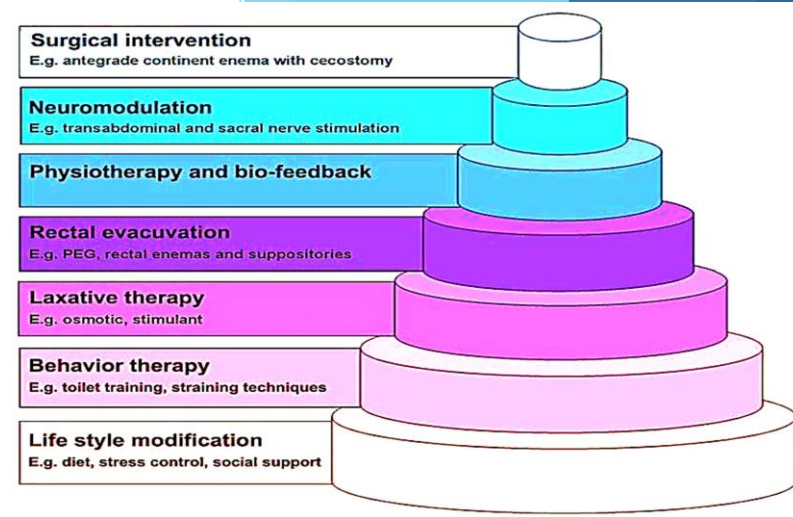 Surgical intervention
E.g. antegrade continent enema with cecostomy
Neuromodulation
E.g. transabdominal and sacral nerve stimulation
Physiotherapy and bio-feedback
Rectal evacuvation
E.g. PEG, rectal enemas and suppositories
Laxative therapy
E.g. osmotic, stimulant
Behavior therapy
E.g. toilet training, straining techniques
Life style modification
E.g. diet, stress control, social support